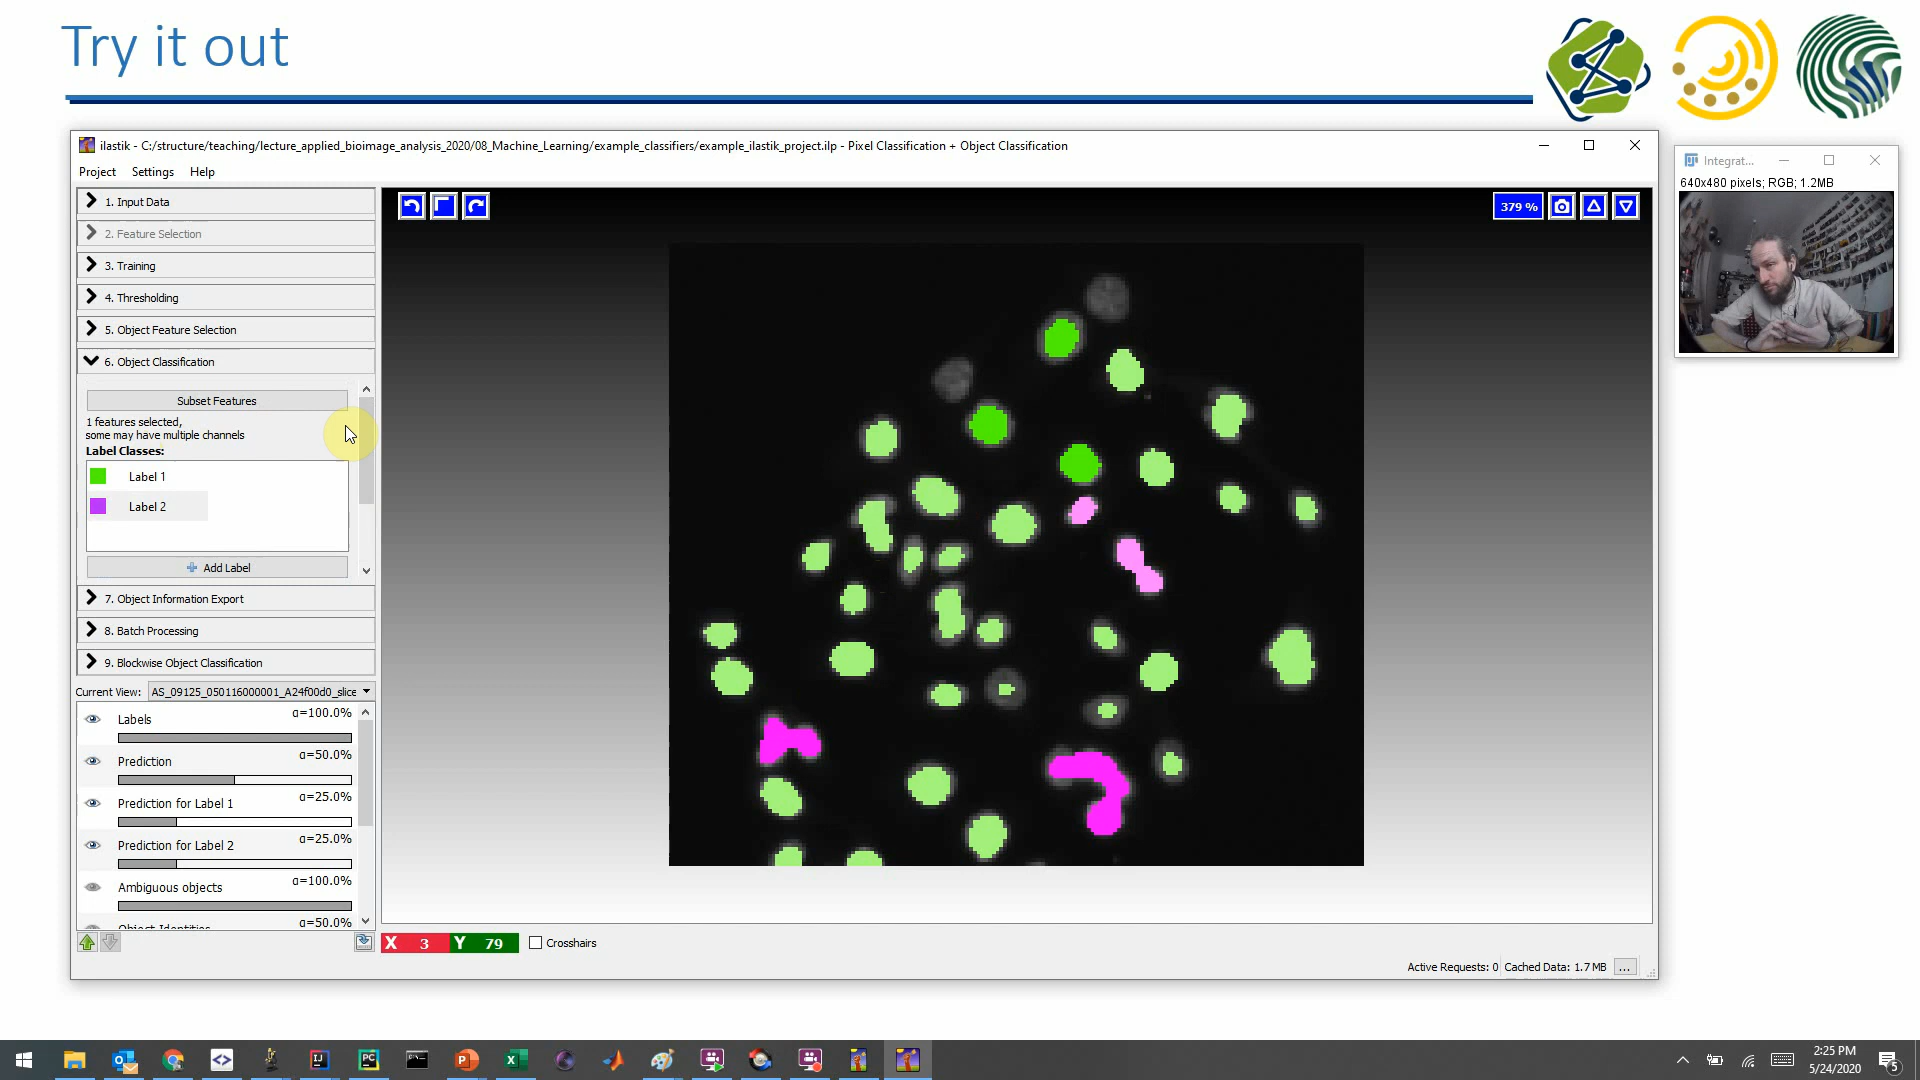 Try it out
ilastik - C:/structure/teaching/lecture_applied_bioimage_analysis_2020/08_Machine_Learning/example_classifiers/example_ilastik_project.ilp - Pixel Classification + Object Classification
Project Settings Help
1. Input Data
2. Feature Selection
3. Training
4. Thresholding
5. Object Feature Selection
6. Object Classification
Subset Features
1 features selected,
some may have multiple channels
Label Classes:
Label 1
Label 2
Add Label
7. Object Information Export
8. Batch Processing
9. Blockwise Object Classification
Current View: AS_09125_050116000001_A24f00d0_slice
Labels α=100.0%
Prediction α=50.0%
Prediction for Label 1 α=25.0%
Prediction for Label 2 α=25.0%
Ambiguous objects α=100.0%
Object Identities α=50.0%
379 %
X 3 Y 79 Crosshairs
Active Requests: 0 Cached Data: 1.7 MB ...
Integrat...
640x480 pixels; RGB; 1.2MB
2:25 PM
5/24/2020
5